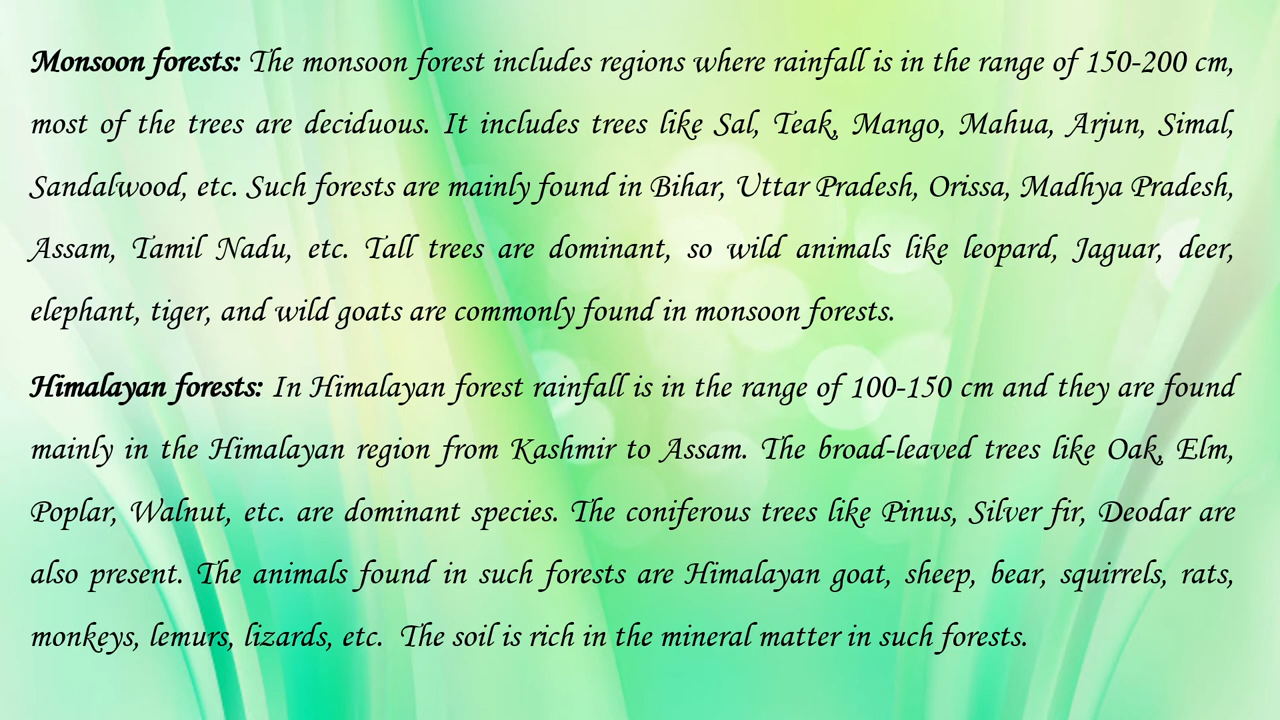 Monsoon forests: The monsoon forest includes regions where rainfall is in the range of 150-200 cm,
most of the trees are deciduous. It includes trees like Sal, Teak, Mango, Mahua, Arjun, Simal,
Sandalwood, etc. Such forests are mainly found in Bihar, Uttar Pradesh, Orissa, Madhya Pradesh,
Assam, Tamil Nadu, etc. Tall trees are dominant, so wild animals like leopard, Jaguar, deer,
elephant, tiger, and wild goats are commonly found in monsoon forests.
Himalayan forests: In Himalayan forest rainfall is in the range of 100-150 cm and they are found
mainly in the Himalayan region from Kashmir to Assam. The broad-leaved trees like Oak, Elm,
Poplar, Walnut, etc. are dominant species. The coniferous trees like Pinus, Silver fir, Deodar are
also present. The animals found in such forests are Himalayan goat, sheep, bear, squirrels, rats,
monkeys, lemurs, lizards, etc.  The soil is rich in the mineral matter in such forests.